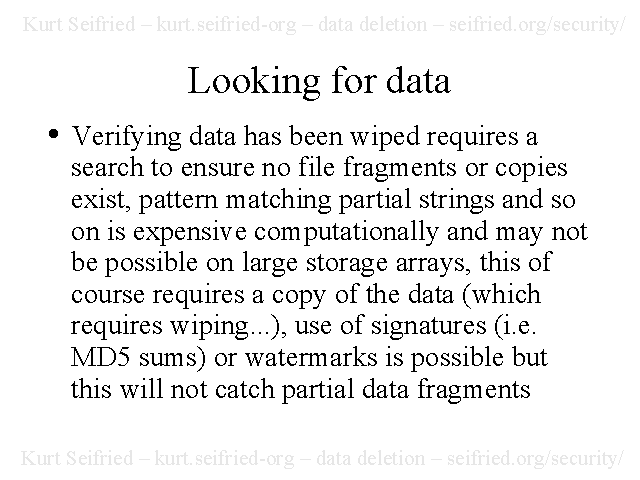 Kurt Seifried – kurt.seifried-org – data deletion – seifried.org/security/
Looking for data
• Verifying data has been wiped requires a
search to ensure no file fragments or copies
exist, pattern matching partial strings and so
on is expensive computationally and may not
be possible on large storage arrays, this of
course requires a copy of the data (which
requires wiping...), use of signatures (i.e.
MD5 sums) or watermarks is possible but
this will not catch partial data fragments
Kurt Seifried – kurt.seifried-org – data deletion – seifried.org/security/